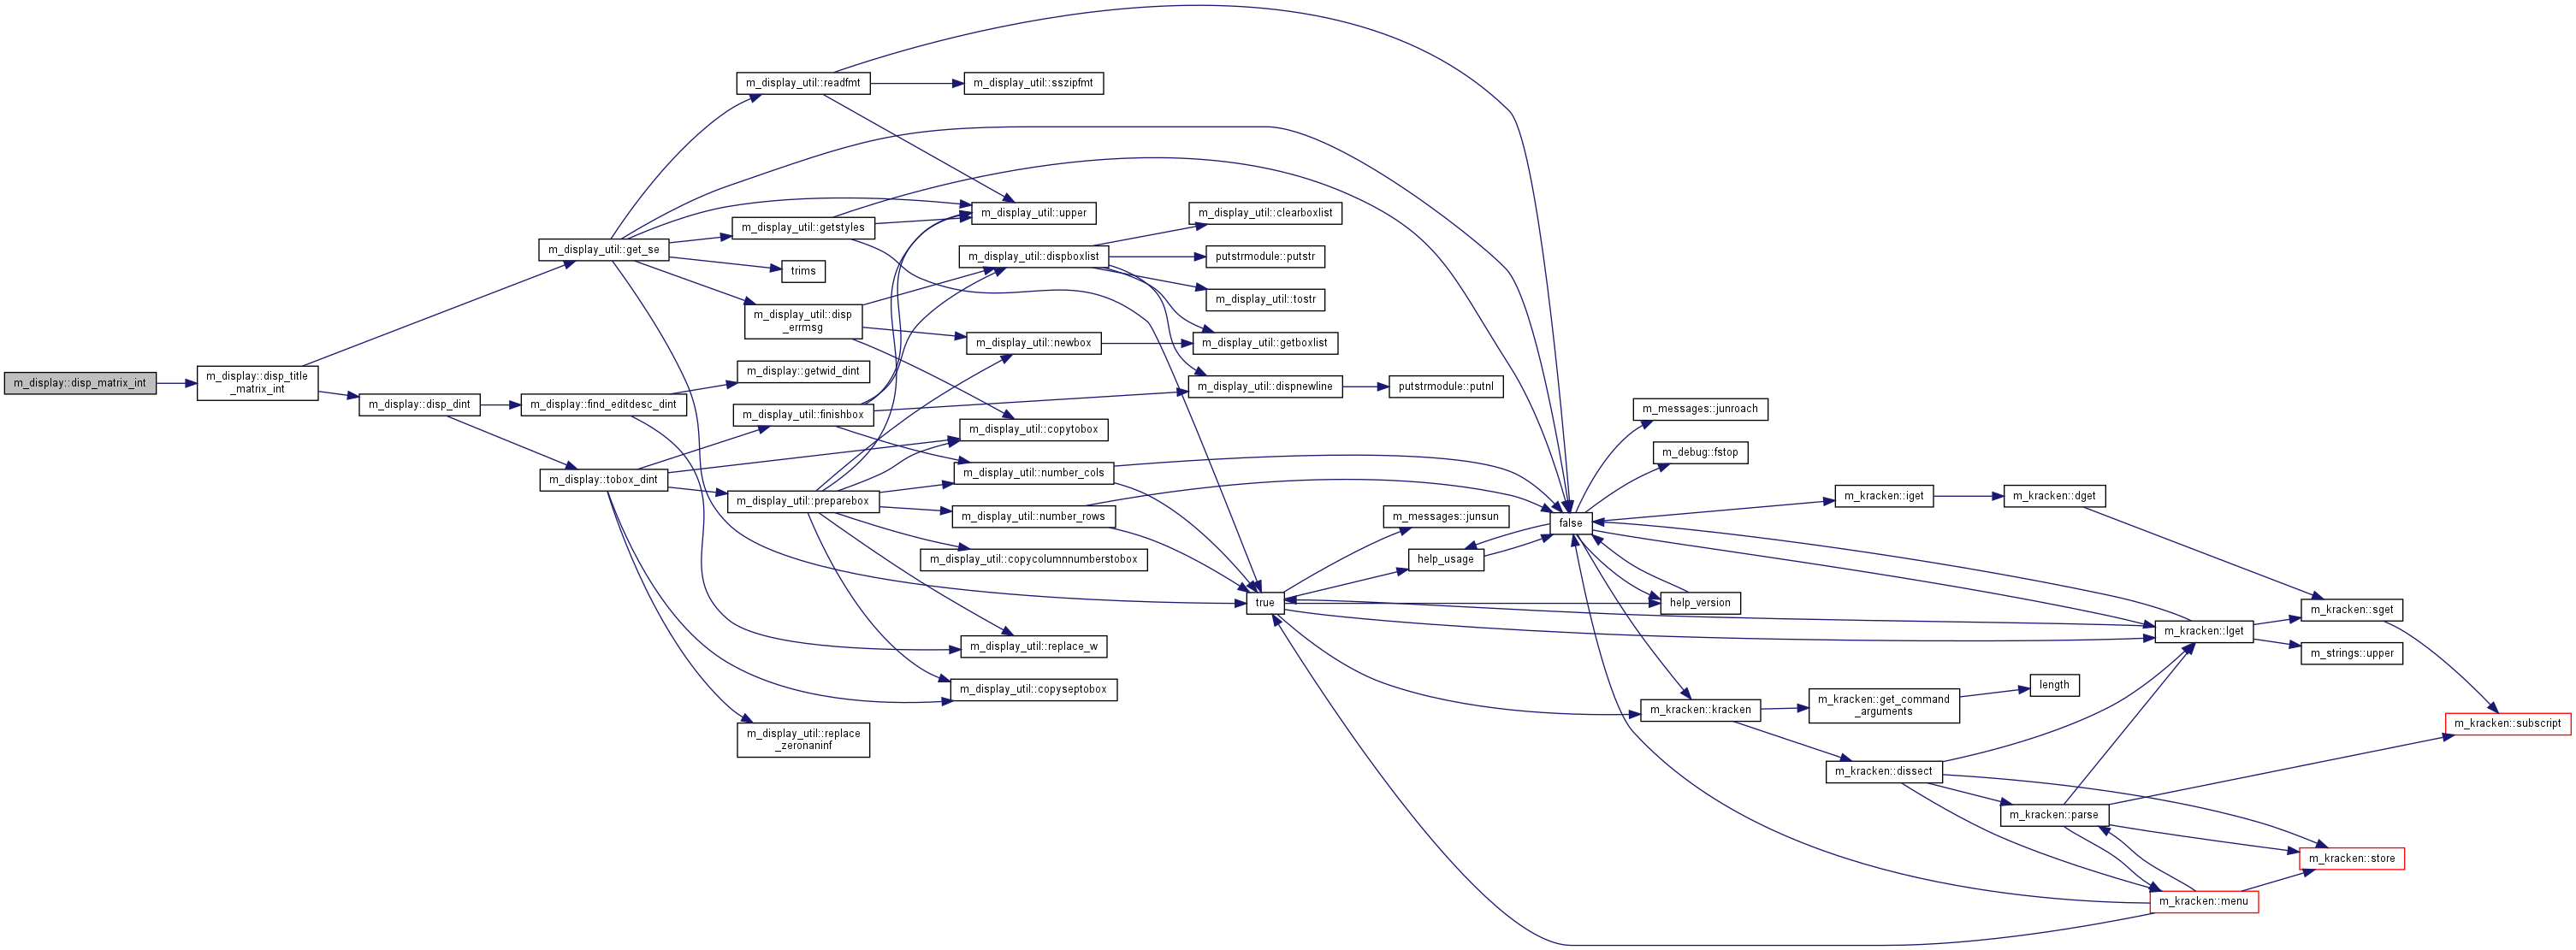 m_display::disp_matrix_int
m_display::disp_title
_matrix_int
m_display::disp_dint
m_display_util::get_se
m_display::find_editdesc_dint
m_display::tobox_dint
m_display_util::readfmt
m_display_util::getstyles
trims
m_display_util::disp
_errmsg
m_display::getwid_dint
m_display_util::finishbox
m_display_util::preparebox
m_display_util::replace
_zeronaninf
m_display_util::sszipfmt
m_display_util::upper
m_display_util::dispboxlist
m_display_util::newbox
m_display_util::copytobox
m_display_util::number_cols
m_display_util::number_rows
m_display_util::copycolumnnumberstobox
m_display_util::replace_w
m_display_util::copyseptobox
m_display_util::clearboxlist
putstrmodule::putstr
m_display_util::tostr
m_display_util::getboxlist
m_display_util::dispnewline
true
putstrmodule::putnl
m_messages::junsun
help_usage
false
m_messages::junroach
m_debug::fstop
help_version
m_kracken::kracken
m_kracken::iget
m_kracken::get_command
_arguments
m_kracken::dissect
m_kracken::dget
length
m_kracken::parse
m_kracken::lget
m_kracken::menu
m_kracken::sget
m_strings::upper
m_kracken::store
m_kracken::subscript